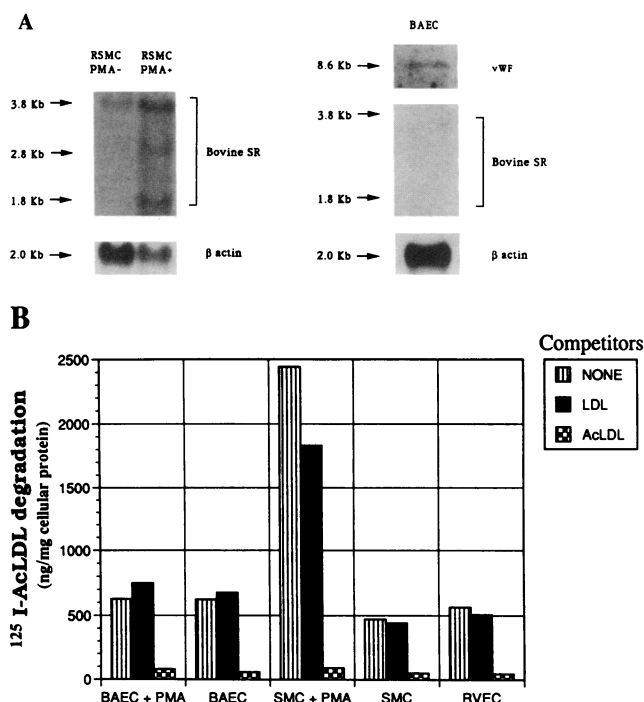 A
RSMC RSMC
PMA- PMA+
3.8 Kb
2.8 Kb
1.8 Kb
Bovine SR
2.0 Kb
β actin
BAEC
8.6 Kb
vWF
3.8 Kb
1.8 Kb
Bovine SR
2.0 Kb
β actin
B
Competitors
NONE
LDL
AcLDL
125 I-AcLDL degradation
(ng/mg cellular protein)
2500
2000
1500
1000
500
0
BAEC + PMA BAEC SMC + PMA SMC RVEC